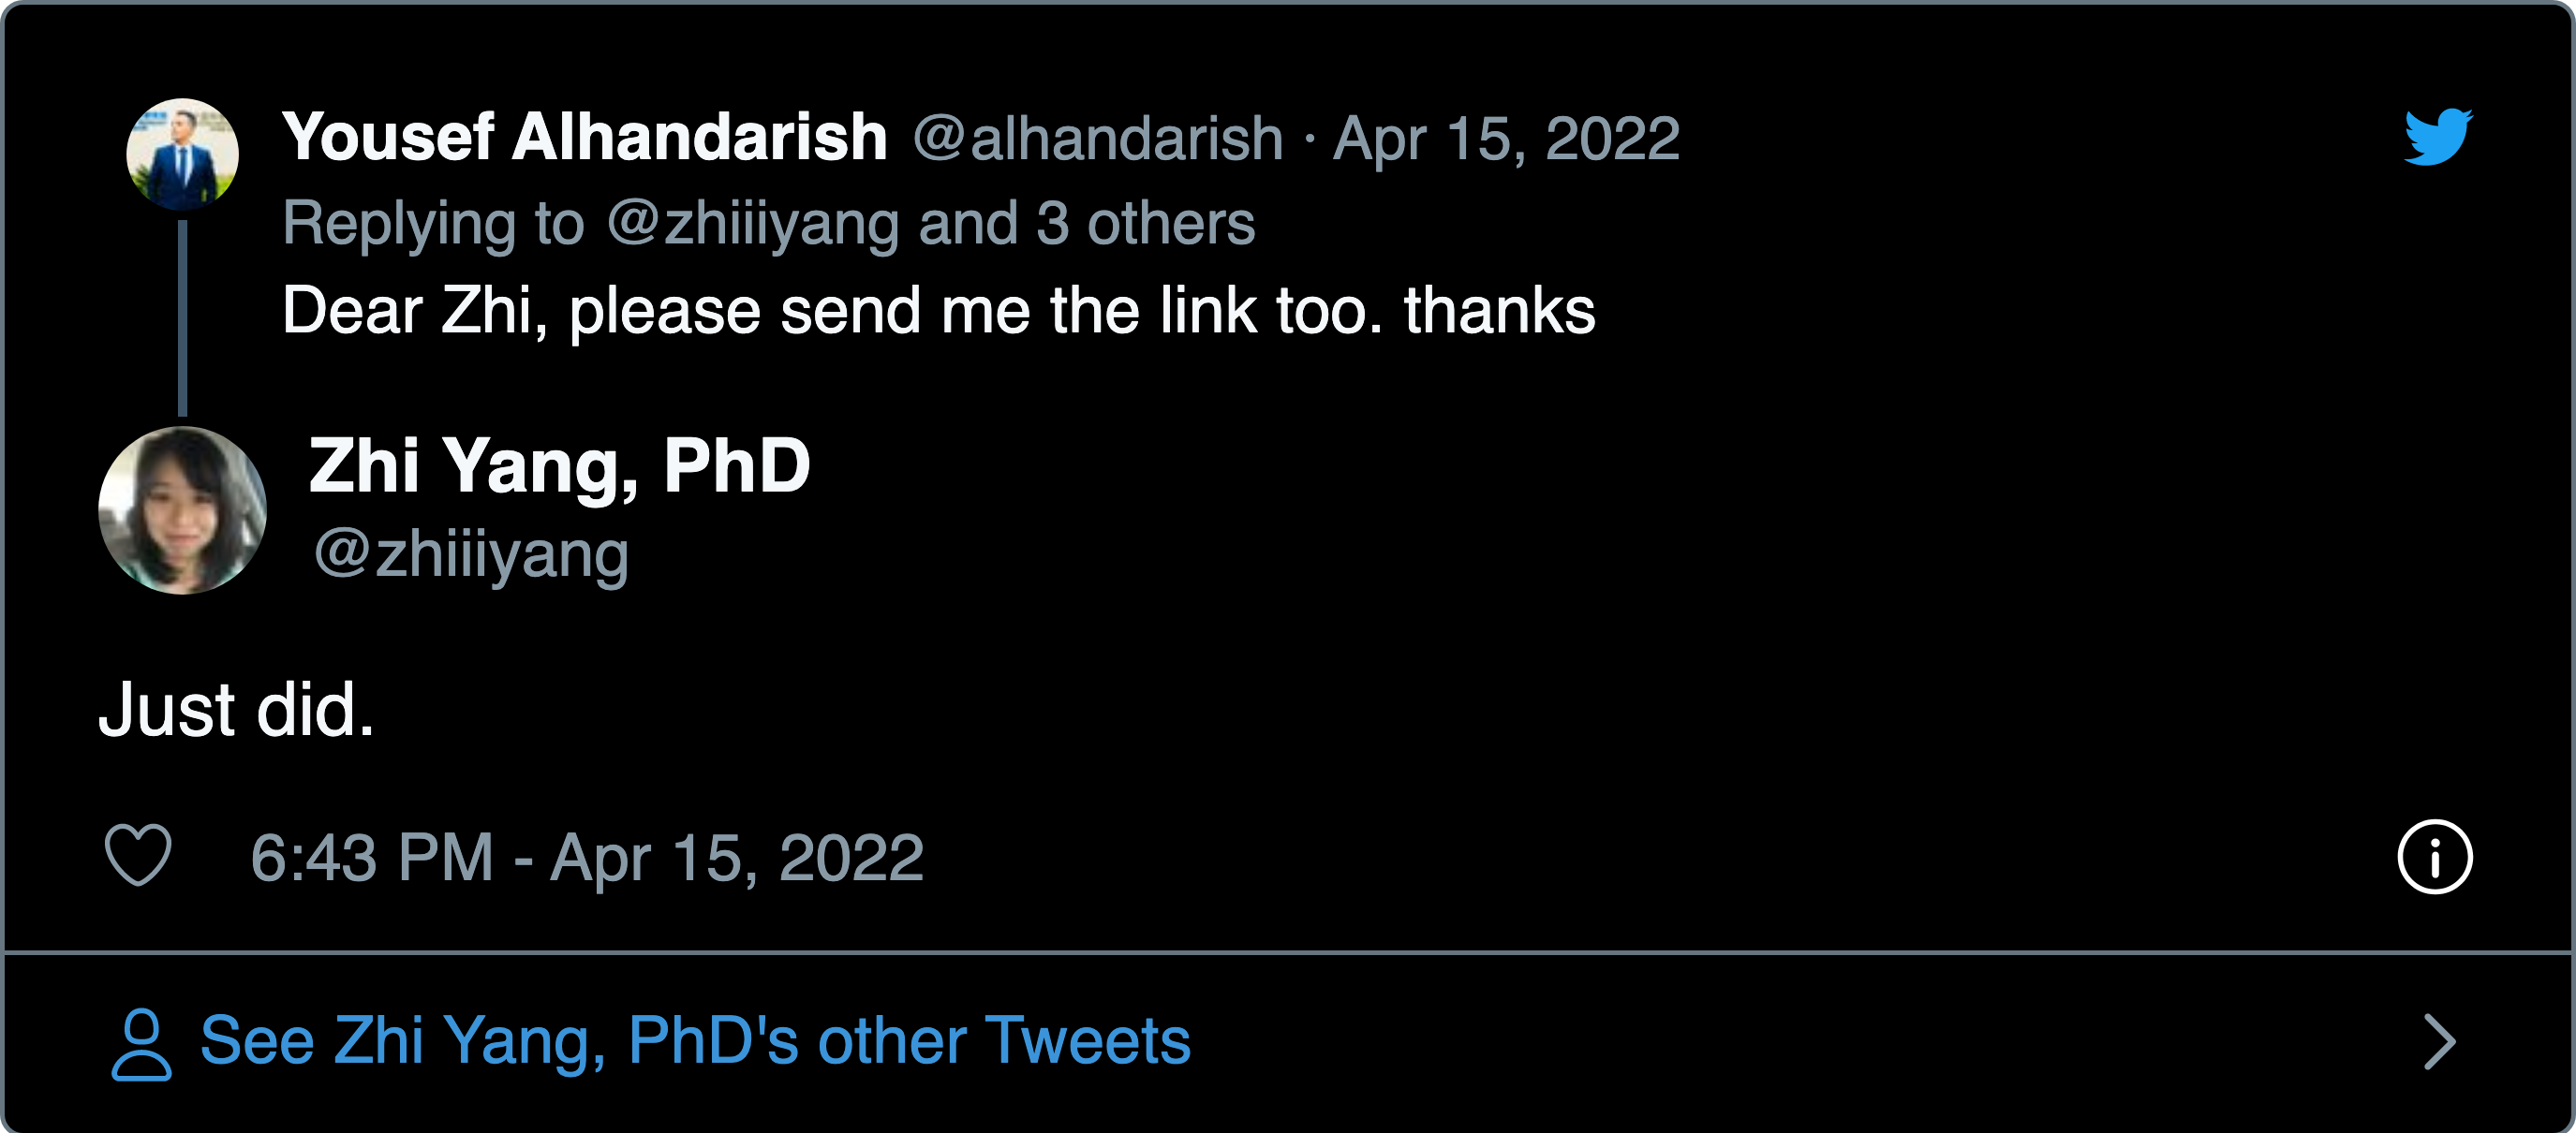 Yousef Alhandarish @alhandarish · Apr 15, 2022
Replying to @zhiiiyang and 3 others
Dear Zhi, please send me the link too. thanks
Zhi Yang, PhD
@zhiiiyang
Just did.
6:43 PM - Apr 15, 2022
See Zhi Yang, PhD's other Tweets